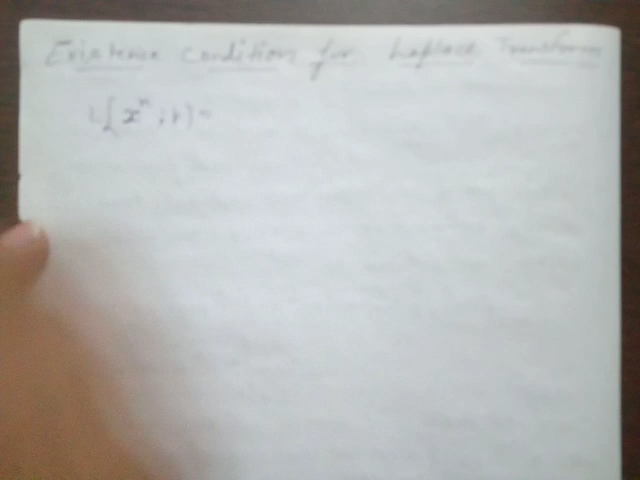 Existence condition for Laplace Transform
L[x^n ; p] =